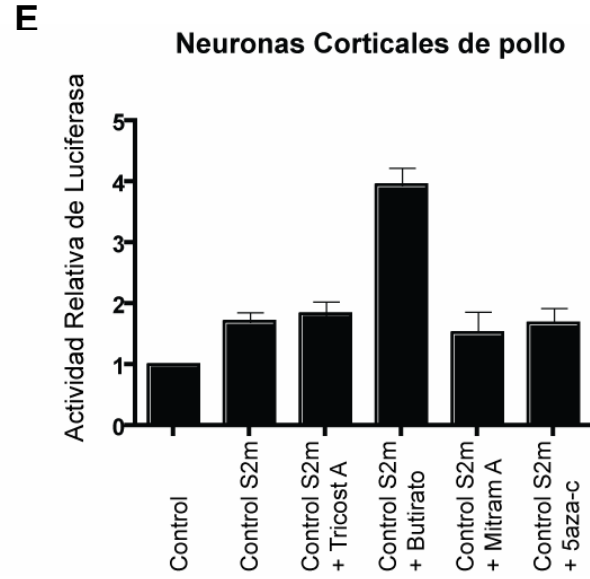 E
Neuronas Corticales de pollo
Actividad Relativa de Luciferasa
5
4
3
2
1
0
Control
Control S2m
Control S2m
+ Tricost A
Control S2m
+ Butirato
Control S2m
+ Mitram A
Control S2m
+ 5aza-c